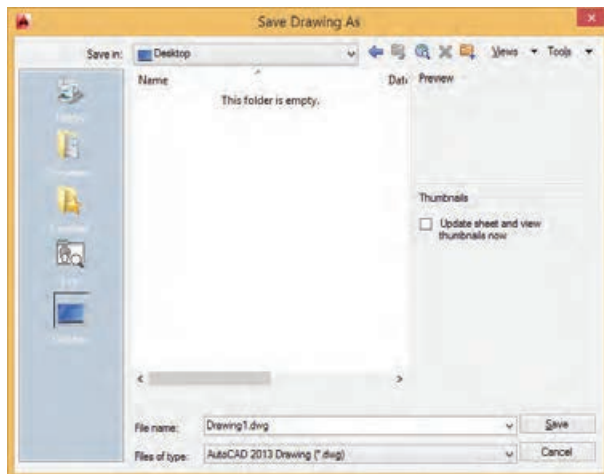 Save Drawing As
Save in: Desktop Views Tools
Name Date Preview
This folder is empty.
Thumbnails
Update sheet and view
thumbnails now
File name: Drawing1.dwg Save
Files of type: AutoCAD 2013 Drawing (*.dwg) Cancel